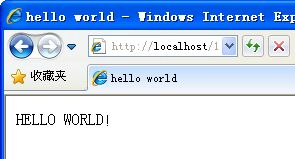 hello world - Windows Internet Exp
http://localhost/1
收藏夹
hello world
HELLO WORLD!